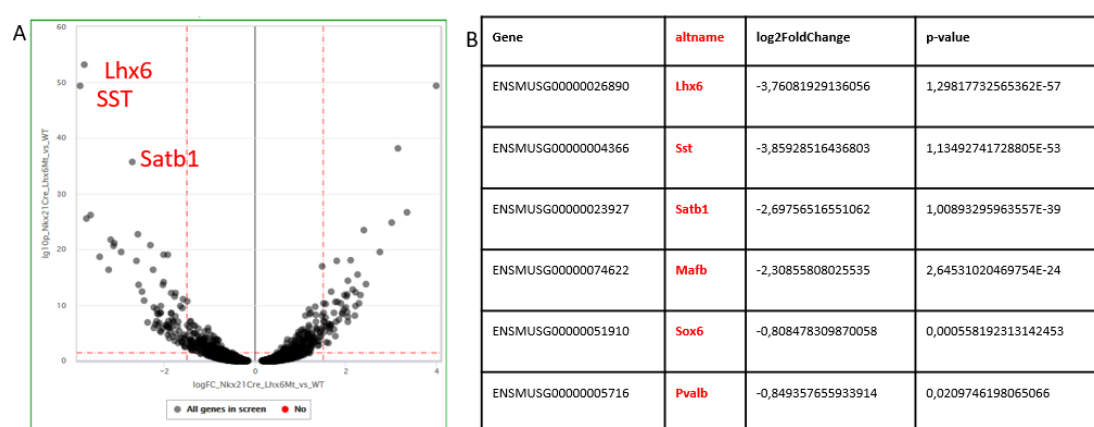 A
60
50
40
30
20
10
0
Lhx6
SST
Satb1
lg10p_Nkx21Cre_Lhx6Mt_vs_WT
−2 0 2 4
logFC_Nkx21Cre_Lhx6Mt_vs_WT
All genes in screen No
B
Gene altname log2FoldChange p-value
ENSMUSG00000026890 Lhx6 -3,76081929136056 1,29817732565362E-57
ENSMUSG00000004366 Sst -3,85928516436803 1,13492741728805E-53
ENSMUSG00000023927 Satb1 -2,69756516551062 1,00893295963557E-39
ENSMUSG00000074622 Mafb -2,30855808025535 2,64531020469754E-24
ENSMUSG00000051910 Sox6 -0,808478309870058 0,000558192313142453
ENSMUSG00000005716 Pvalb -0,849357655933914 0,0209746198065066